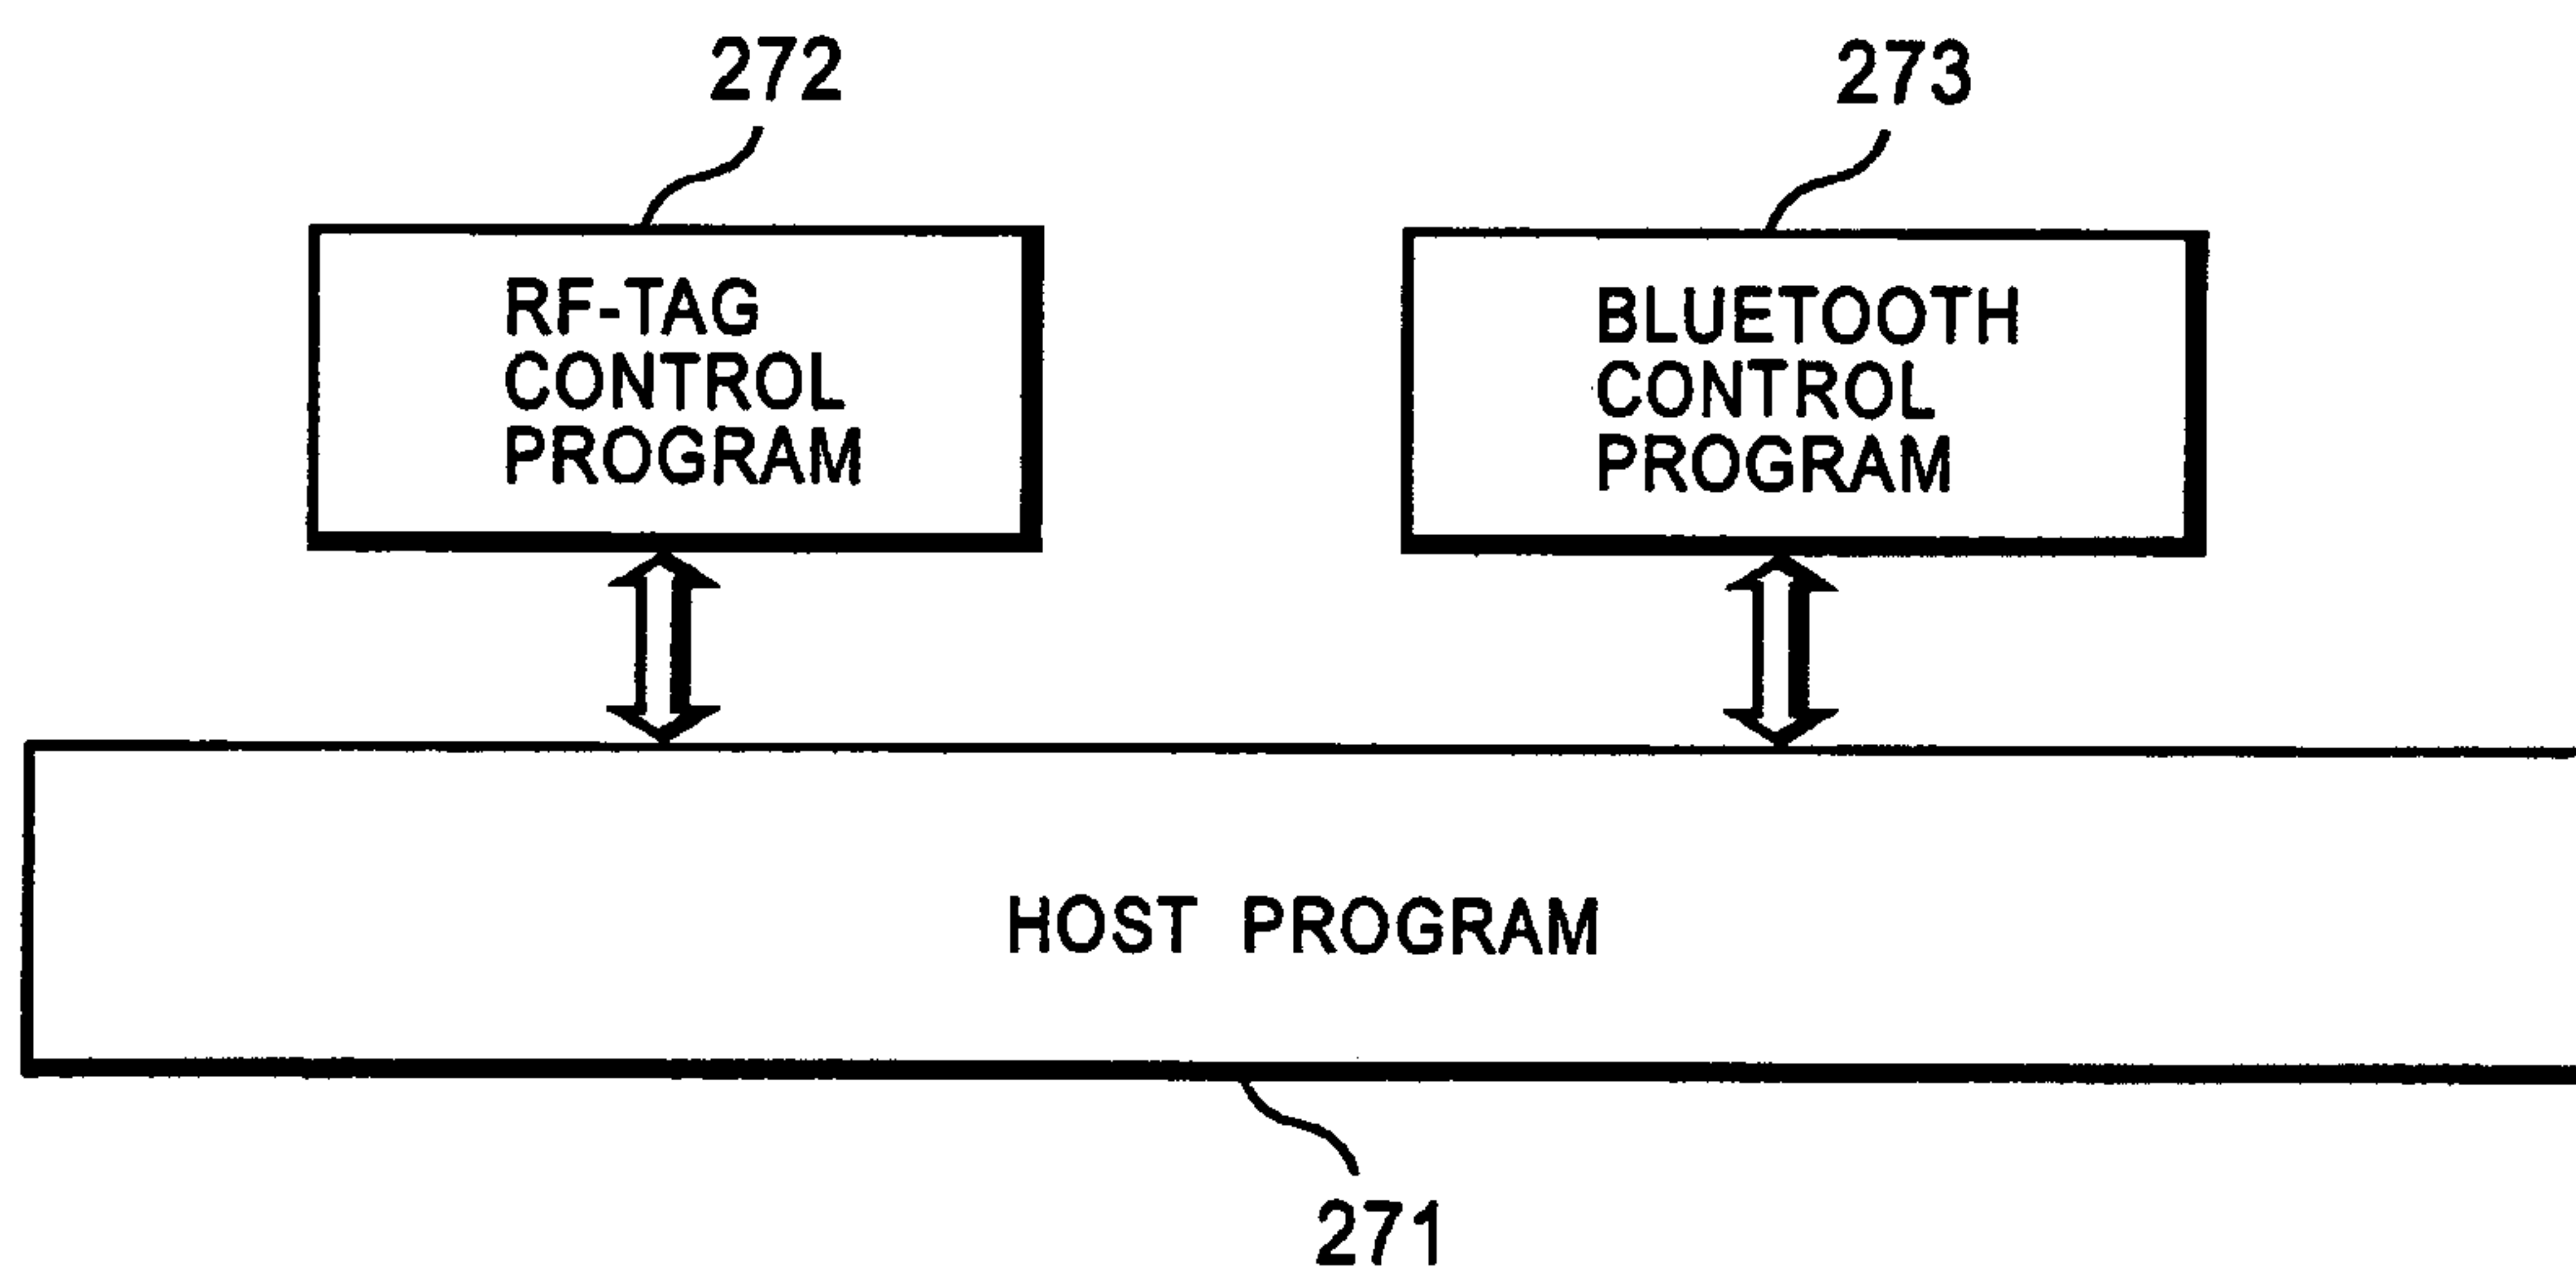 272
273
RF-TAG
CONTROL
PROGRAM
BLUETOOTH
CONTROL
PROGRAM
HOST PROGRAM
271